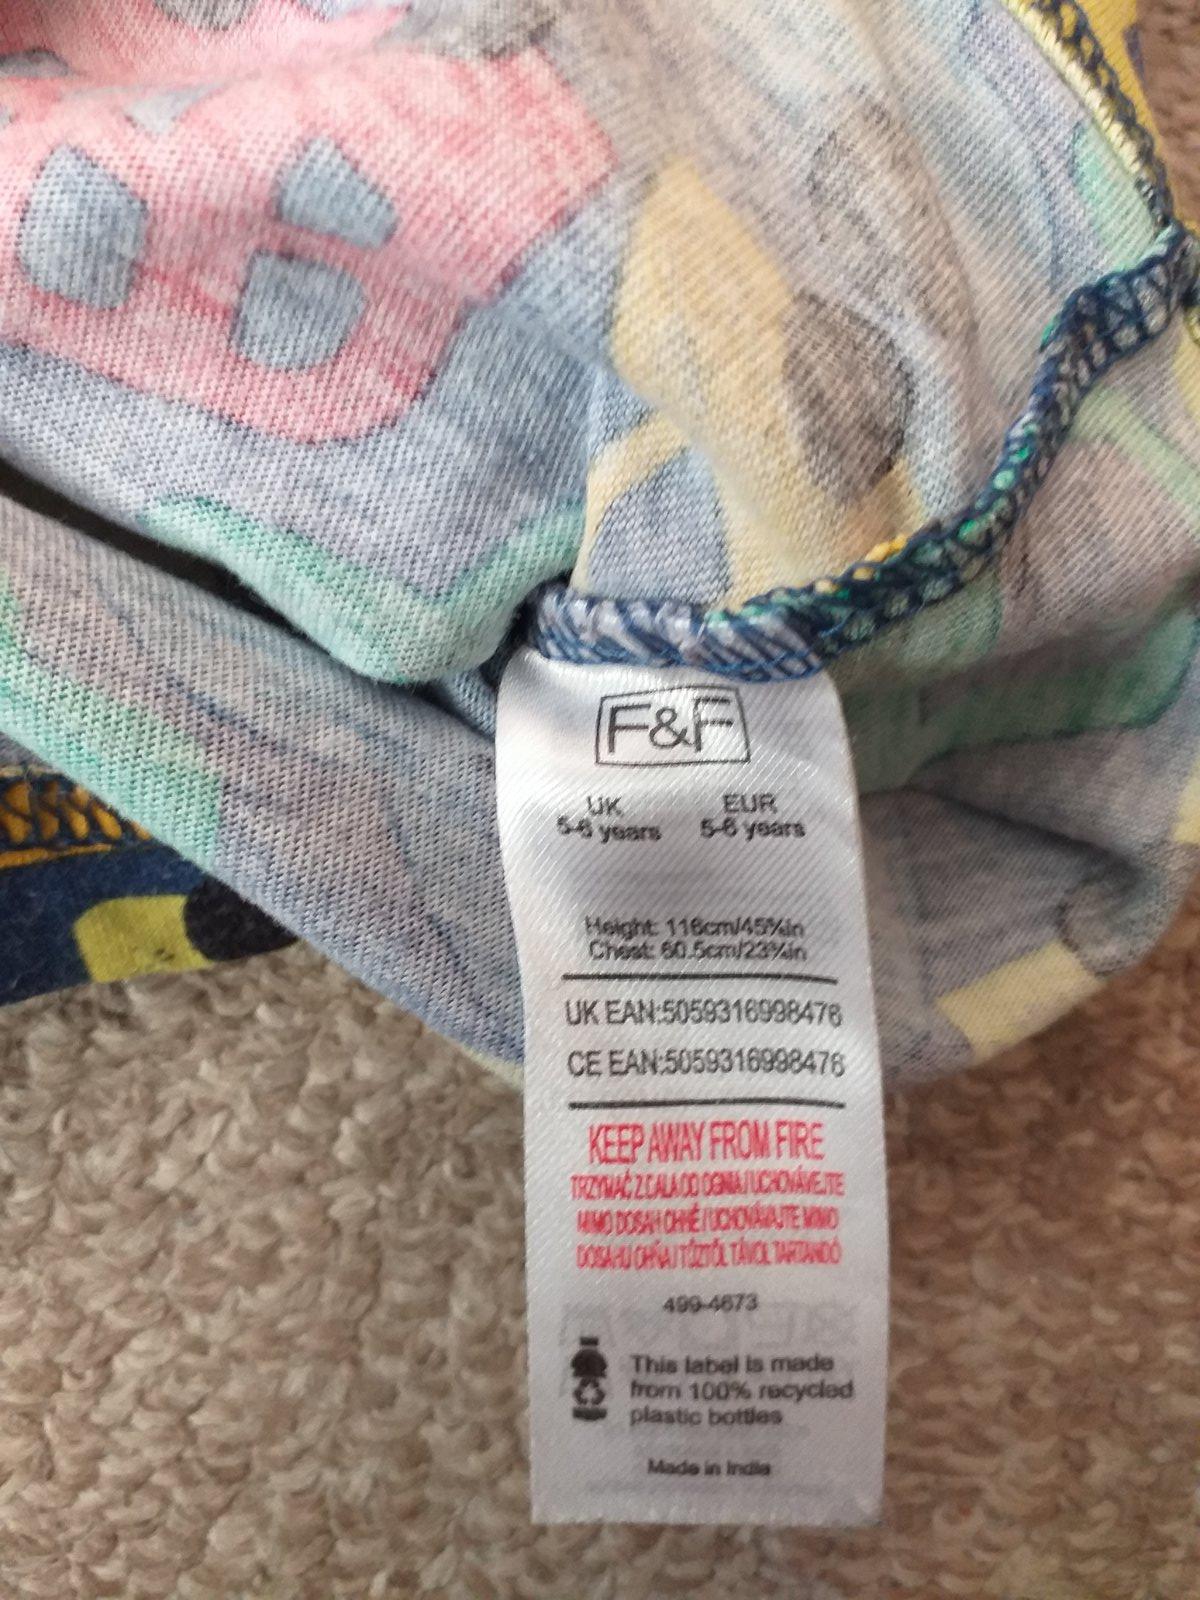 F&F
UK EUR
5-6 years 5-6 years
Height: 116cm/45¾in
Chest: 60.5cm/23¾in
UK EAN:5059316998476
CE EAN:5059316998476
KEEP AWAY FROM FIRE
TRZYMAĆ Z DALA OD OGNIA/UCHOVÁVEJTE
MIMO DOSAH OHNĚ/UCHOVÁVAJTE MIMO
DOSAHU OHŇA/TŰZTŐL TÁVOL TARTANDÓ
499-4673
This label is made
from 100% recycled
plastic bottles
Made in India